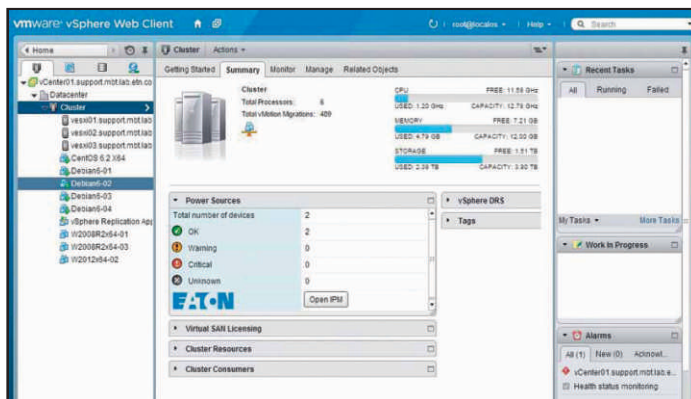 vmware® vSphere Web Client
root@localos
Help
Search
Home
vCenter01.support.mbt.lab.etn.co
Datacenter
Cluster
vesxi01.support.mbt.lab
vesxi02.support.mbt.lab
vesxi03.support.mbt.lab
CentOS 6.2 X64
Debian6-01
Debian6-02
Debian6-03
Debian6-04
vSphere Replication App
W2008R2x64-01
W2008R2x64-03
W2012x64-02
Cluster Actions
Getting Started Summary Monitor Manage Related Objects
Cluster
Total Processors: 6
Total vMotion Migrations: 409
CPU FREE: 11.59 GHz
USED: 1.20 GHz CAPACITY: 12.79 GHz
MEMORY FREE: 7.21 GB
USED: 4.79 GB CAPACITY: 12.00 GB
STORAGE FREE: 1.51 TB
USED: 2.39 TB CAPACITY: 3.90 TB
Power Sources
Total number of devices 2
OK 2
Warning 0
Critical 0
Unknown 0
EATON Open IPM
Virtual SAN Licensing
Cluster Resources
Cluster Consumers
vSphere DRS
Tags
Recent Tasks
All Running Failed
My Tasks More Tasks
Work In Progress
Alarms
All (1) New (0) Acknowl...
vCenter01.support.mbt.lab.e...
Health status monitoring